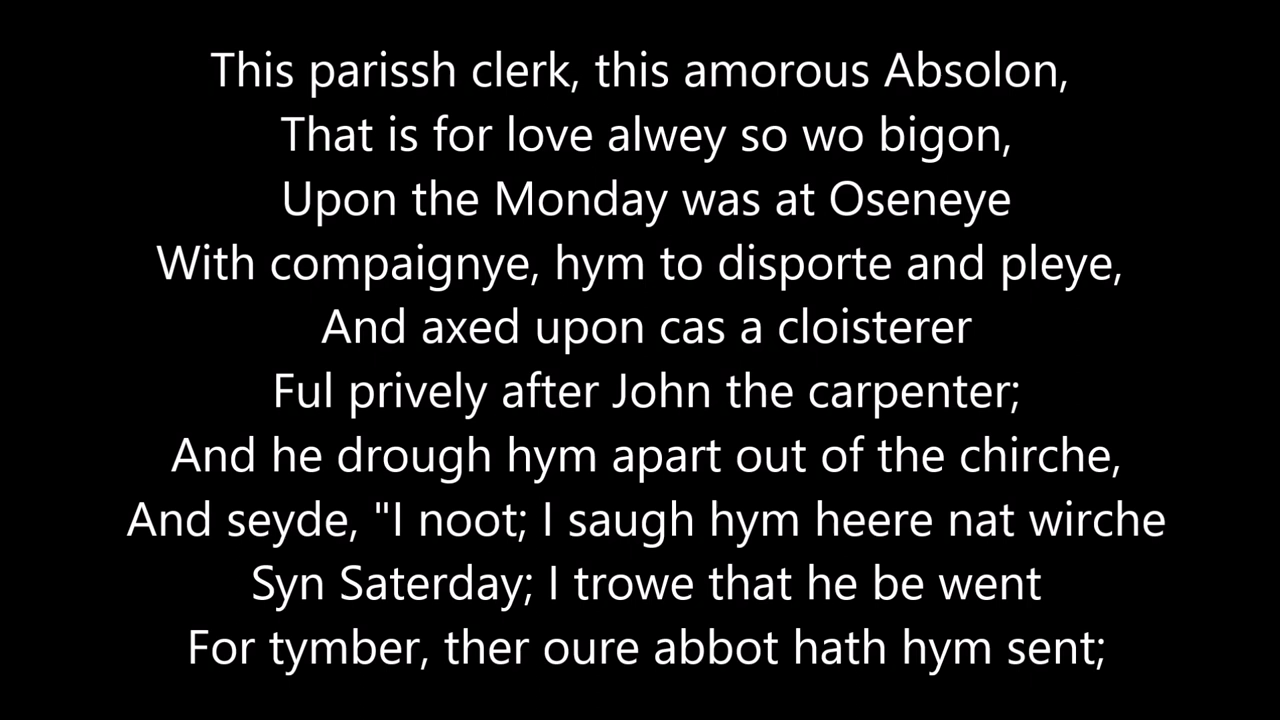 This parissh clerk, this amorous Absolon,
That is for love alwey so wo bigon,
Upon the Monday was at Oseneye
With compaignye, hym to disporte and pleye,
And axed upon cas a cloisterer
Ful prively after John the carpenter;
And he drough hym apart out of the chirche,
And seyde, "I noot; I saugh hym heere nat wirche
Syn Saterday; I trowe that he be went
For tymber, ther oure abbot hath hym sent;